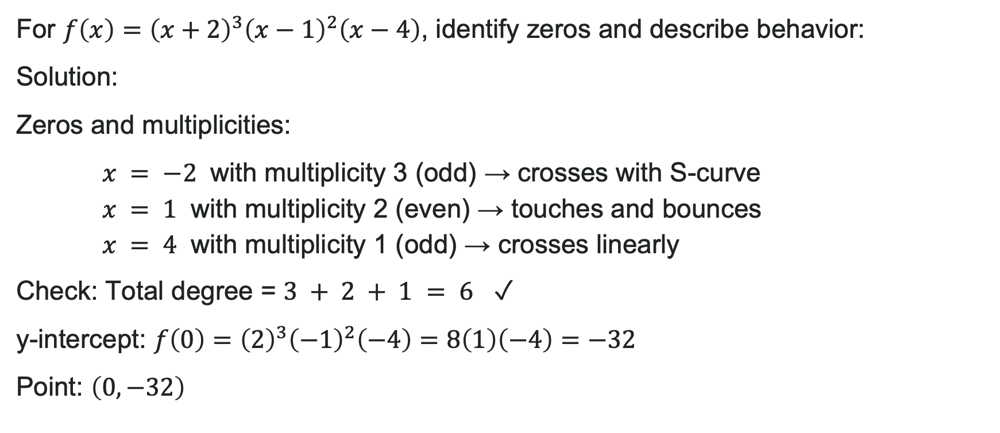 For f(x) = (x + 2)³(x − 1)²(x − 4), identify zeros and describe behavior:
Solution:
Zeros and multiplicities:
x = −2 with multiplicity 3 (odd) → crosses with S-curve
x = 1 with multiplicity 2 (even) → touches and bounces
x = 4 with multiplicity 1 (odd) → crosses linearly
Check: Total degree = 3 + 2 + 1 = 6 ✓
y-intercept: f(0) = (2)³(−1)²(−4) = 8(1)(−4) = −32
Point: (0, −32)